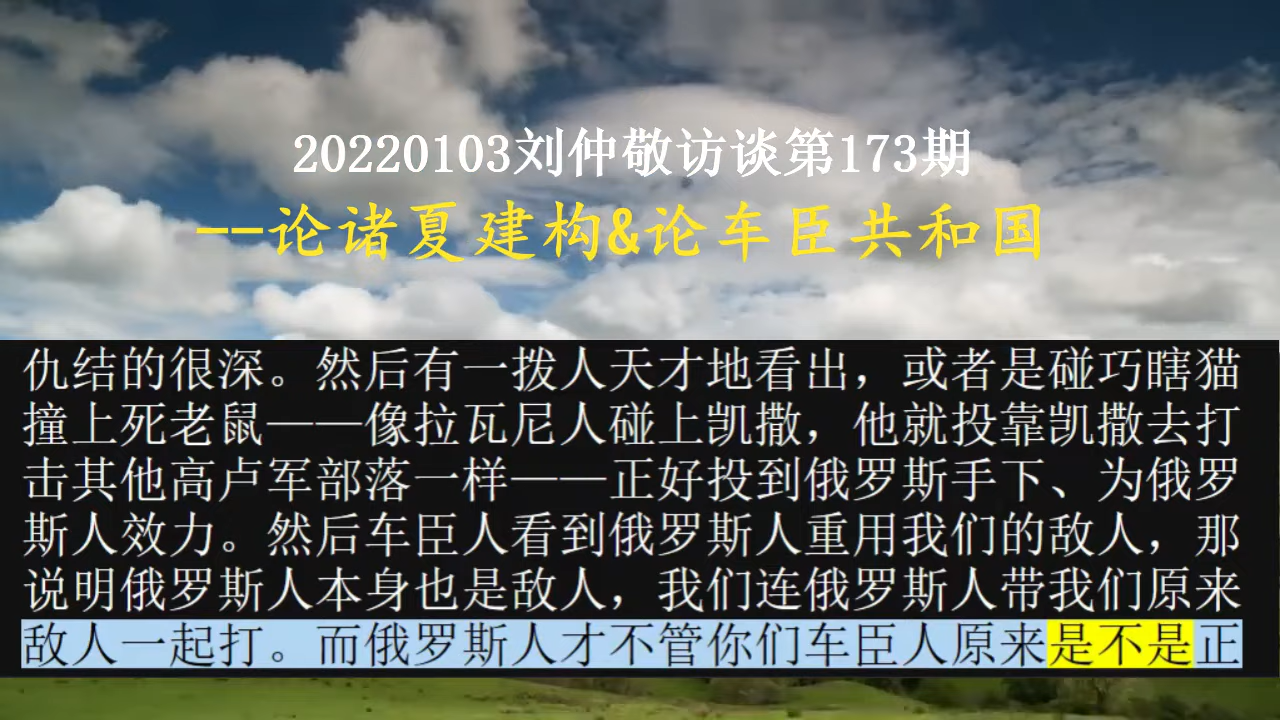 20220103刘仲敬访谈第173期
--论诸夏建构&论车臣共和国
仇结的很深。然后有一拨人天才地看出，或者是碰巧瞎猫
撞上死老鼠——像拉瓦尼人碰上凯撒，他就投靠凯撒去打
击其他高卢军部落一样——正好投到俄罗斯手下、为俄罗
斯人效力。然后车臣人看到俄罗斯人重用我们的敌人，那
说明俄罗斯人本身也是敌人，我们连俄罗斯人带我们原来
敌人一起打。而俄罗斯人才不管你们车臣人原来是不是正